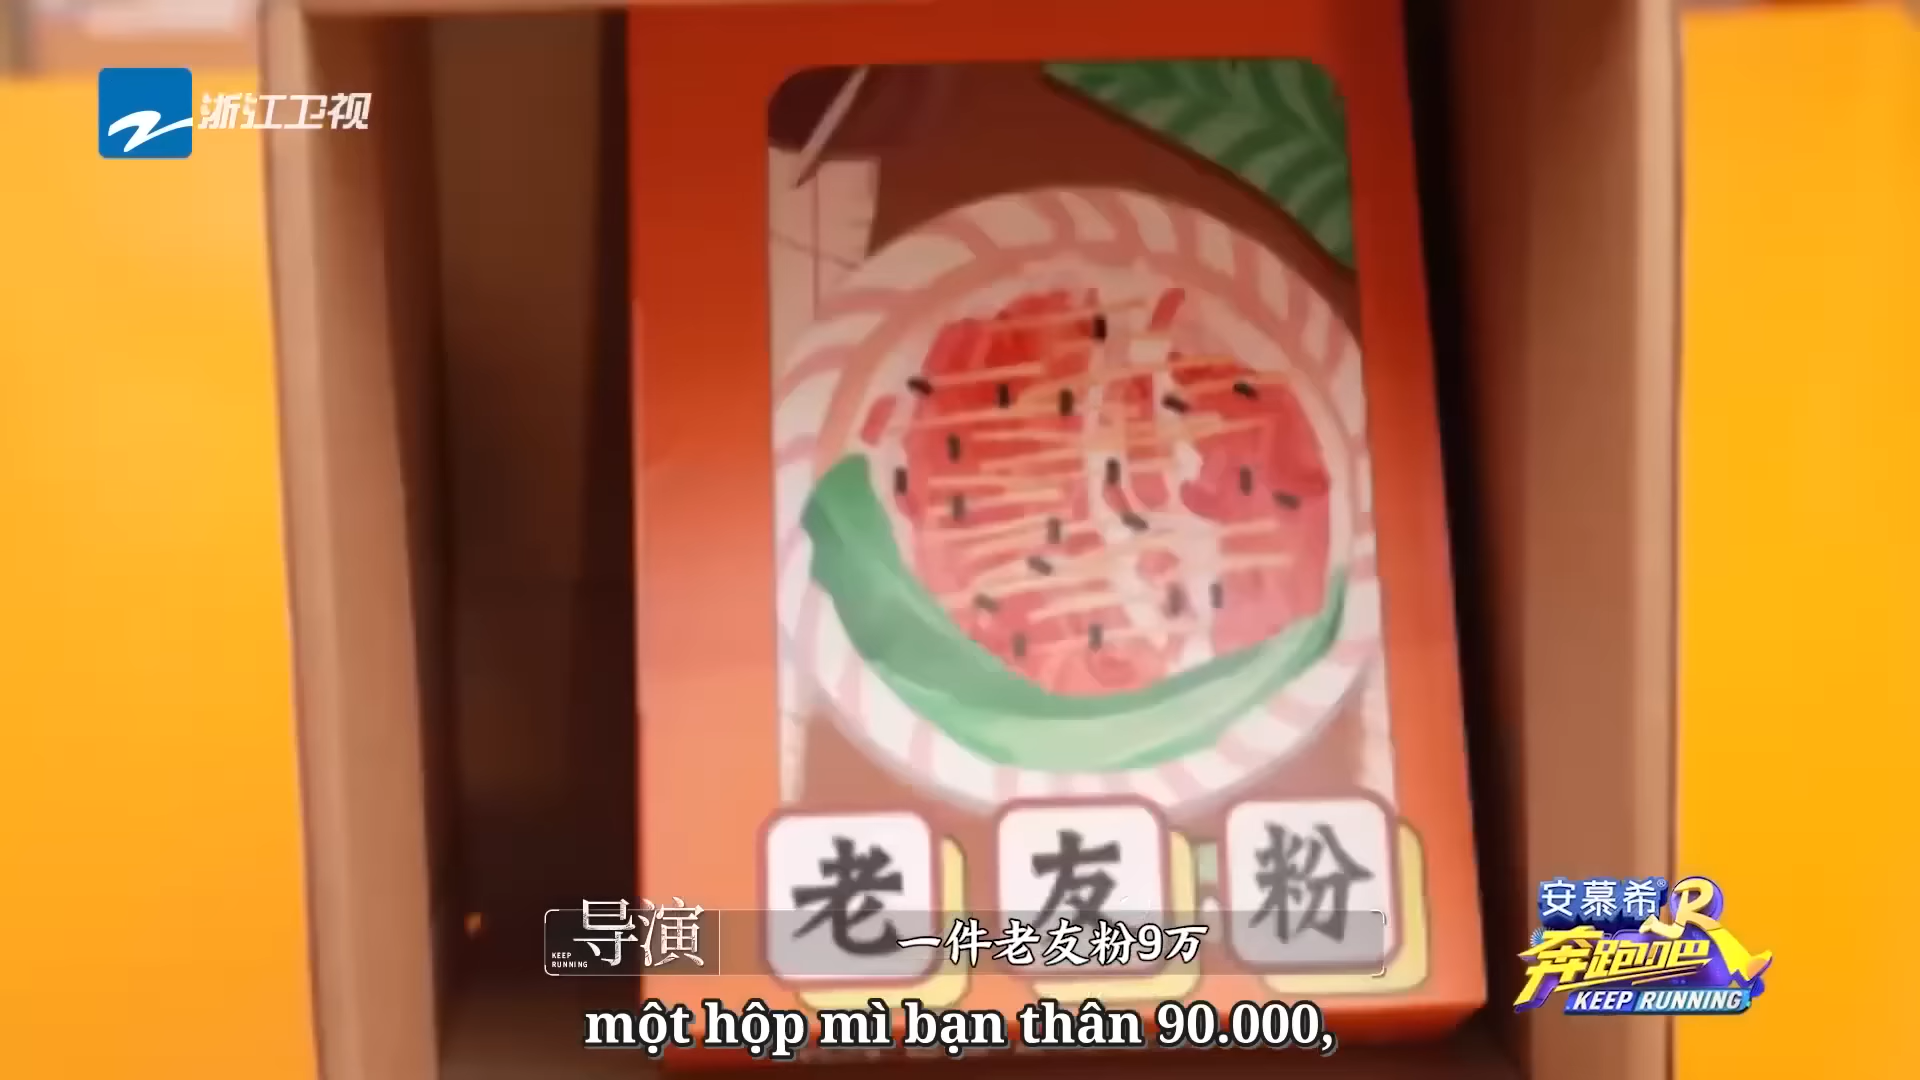 浙江卫视
老友粉
导演
KEEP
RUNNING
一件老友粉9万
một hộp mì bạn thân 90.000,
安慕希®
R
奔跑吧
KEEP RUNNING